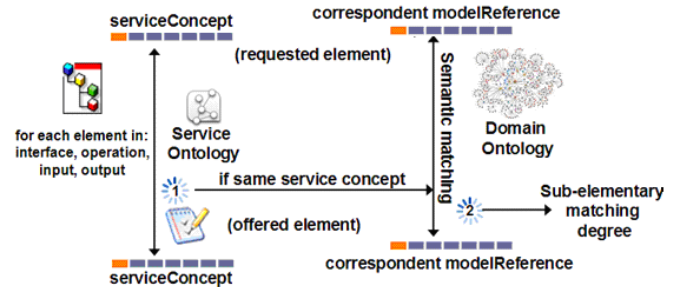 serviceConcept
correspondent modelReference
(requested element)
for each element in:
interface, operation,
input, output
Service
Ontology
Semantic matching
Domain
Ontology
1
if same service concept
2
Sub-elementary
matching
degree
(offered element)
serviceConcept
correspondent modelReference